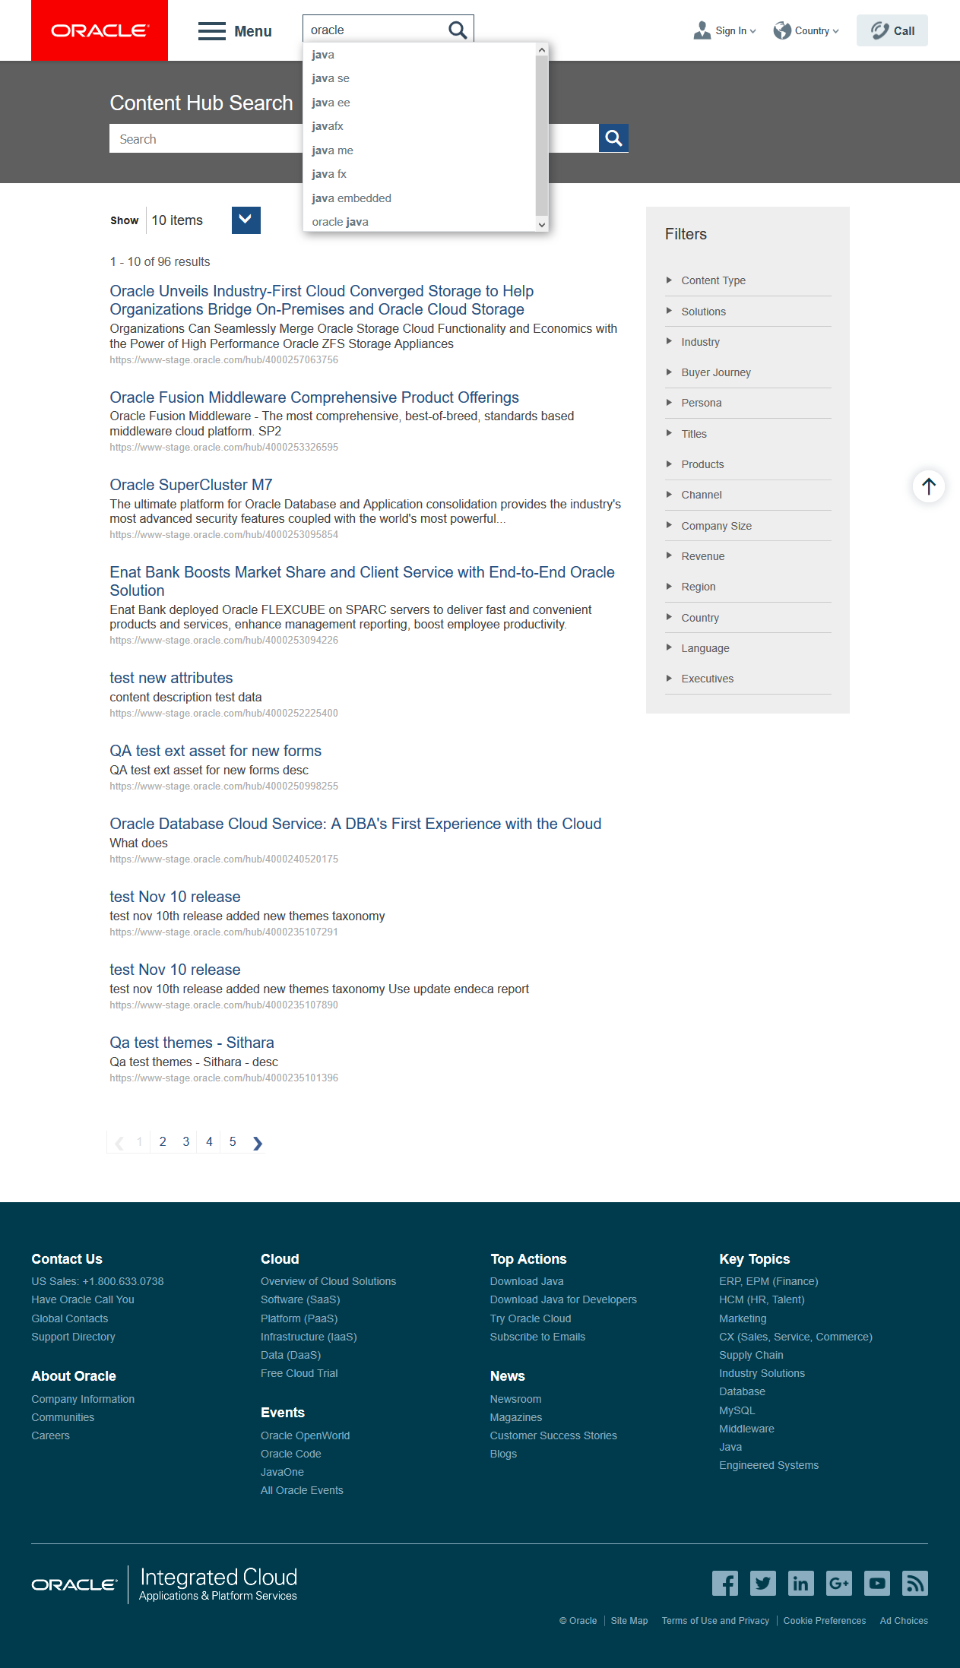 ORACLE
Menu
oracle
Sign In
Country
Call
java
java se
java ee
javafx
java me
java fx
java embedded
oracle java
Content Hub Search
Search
Show 10 items
1 - 10 of 96 results
Oracle Unveils Industry-First Cloud Converged Storage to Help
Organizations Bridge On-Premises and Oracle Cloud Storage
Organizations Can Seamlessly Merge Oracle Storage Cloud Functionality and Economics with
the Power of High Performance Oracle ZFS Storage Appliances
https://www-stage.oracle.com/hub/4000257063756
Oracle Fusion Middleware Comprehensive Product Offerings
Oracle Fusion Middleware - The most comprehensive, best-of-breed, standards based
middleware cloud platform. SP2
https://www-stage.oracle.com/hub/4000253326595
Oracle SuperCluster M7
The ultimate platform for Oracle Database and Application consolidation provides the industry's
most advanced security features coupled with the world's most powerful...
https://www-stage.oracle.com/hub/4000253095854
Enat Bank Boosts Market Share and Client Service with End-to-End Oracle
Solution
Enat Bank deployed Oracle FLEXCUBE on SPARC servers to deliver fast and convenient
products and services, enhance management reporting, boost employee productivity.
https://www-stage.oracle.com/hub/4000253094226
test new attributes
content description test data
https://www-stage.oracle.com/hub/4000252225400
QA test ext asset for new forms
QA test ext asset for new forms desc
https://www-stage.oracle.com/hub/4000250998255
Oracle Database Cloud Service: A DBA's First Experience with the Cloud
What does
https://www-stage.oracle.com/hub/4000240520175
test Nov 10 release
test nov 10th release added new themes taxonomy
https://www-stage.oracle.com/hub/4000235107291
test Nov 10 release
test nov 10th release added new themes taxonomy Use update endeca report
https://www-stage.oracle.com/hub/4000235107890
Qa test themes - Sithara
Qa test themes - Sithara - desc
https://www-stage.oracle.com/hub/4000235101396
1 2 3 4 5
Filters
Content Type
Solutions
Industry
Buyer Journey
Persona
Titles
Products
Channel
Company Size
Revenue
Region
Country
Language
Executives
Contact Us
US Sales: +1.800.633.0738
Have Oracle Call You
Global Contacts
Support Directory
About Oracle
Company Information
Communities
Careers
Cloud
Overview of Cloud Solutions
Software (SaaS)
Platform (PaaS)
Infrastructure (IaaS)
Data (DaaS)
Free Cloud Trial
Events
Oracle OpenWorld
Oracle Code
JavaOne
All Oracle Events
Top Actions
Download Java
Download Java for Developers
Try Oracle Cloud
Subscribe to Emails
News
Newsroom
Magazines
Customer Success Stories
Blogs
Key Topics
ERP, EPM (Finance)
HCM (HR, Talent)
Marketing
CX (Sales, Service, Commerce)
Supply Chain
Industry Solutions
Database
MySQL
Middleware
Java
Engineered Systems
ORACLE
Integrated Cloud
Applications & Platform Services
© Oracle | Site Map Terms of Use and Privacy | Cookie Preferences Ad Choices